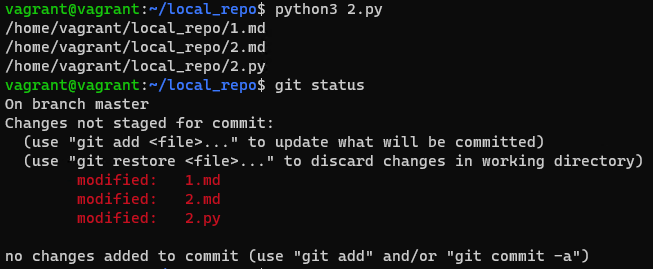 vagrant@vagrant:~/local_repo$ python3 2.py
/home/vagrant/local_repo/1.md
/home/vagrant/local_repo/2.md
/home/vagrant/local_repo/2.py
vagrant@vagrant:~/local_repo$ git status
On branch master
Changes not staged for commit:
  (use "git add <file>..." to update what will be committed)
  (use "git restore <file>..." to discard changes in working directory)
        modified:   1.md
        modified:   2.md
        modified:   2.py

no changes added to commit (use "git add" and/or "git commit -a")